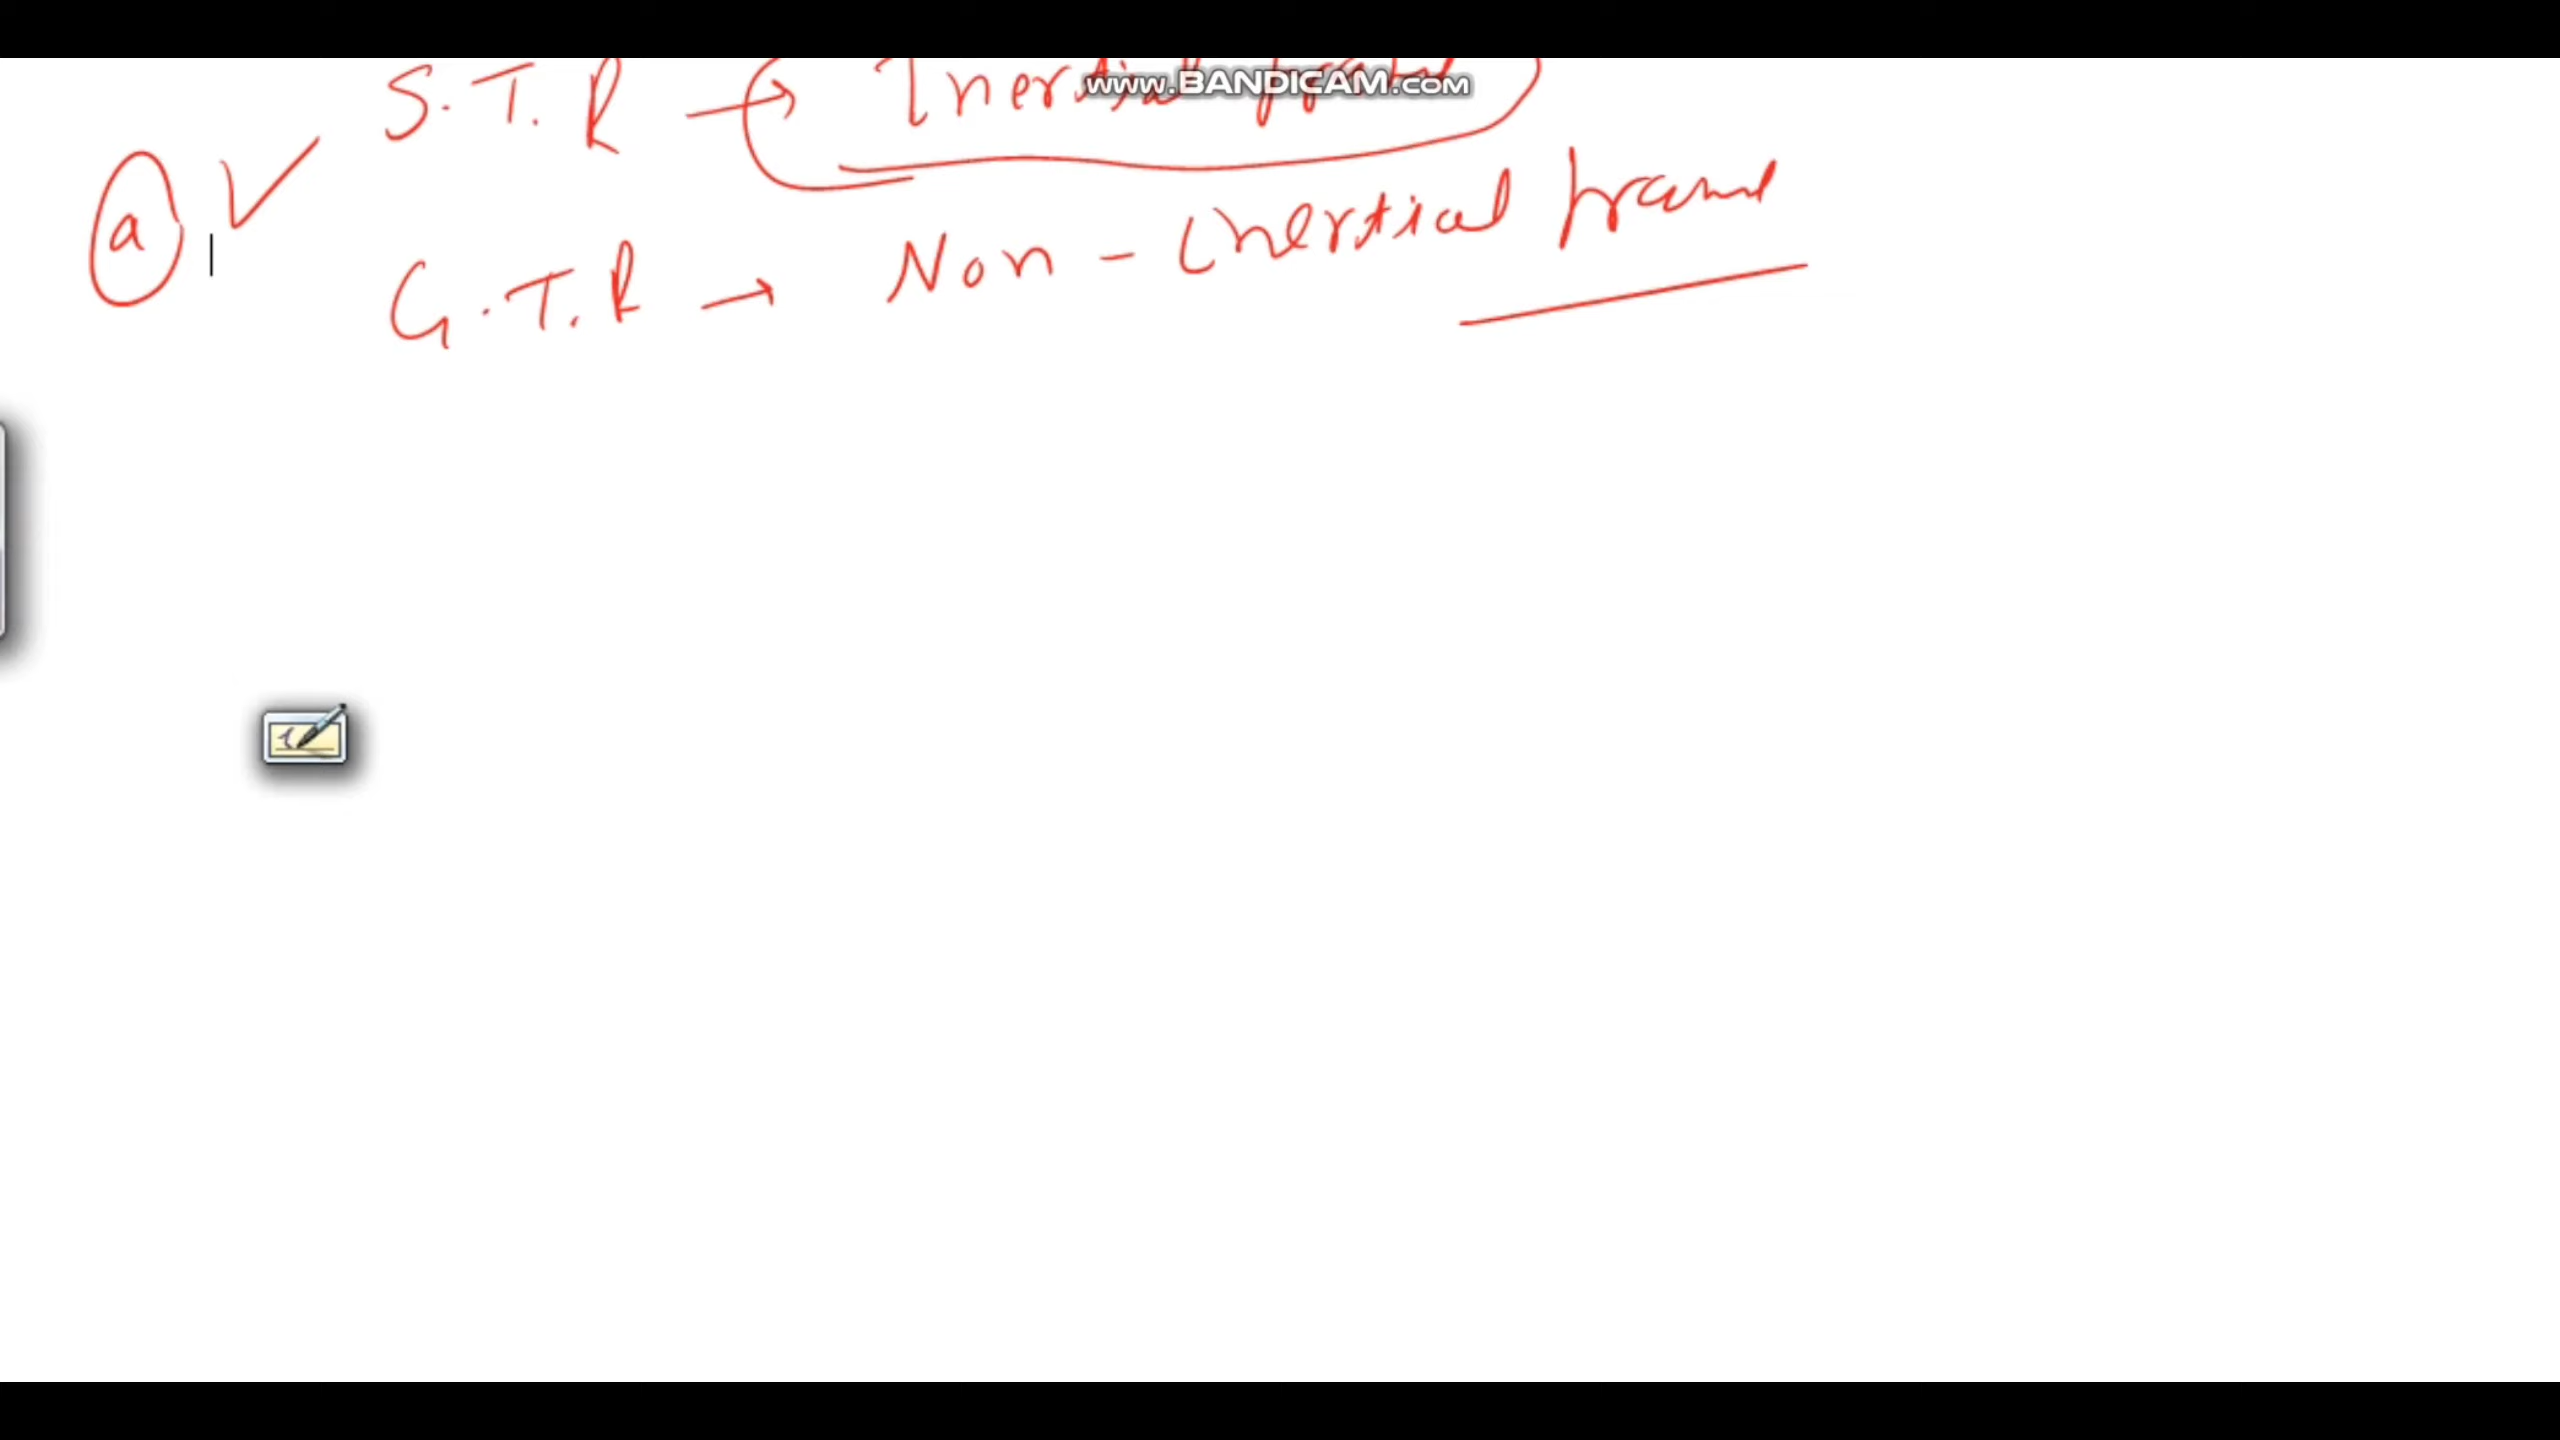 www.BANDICAM.com
S.T.R → Inertial frame
a ✓
G.T.R → Non-inertial frame